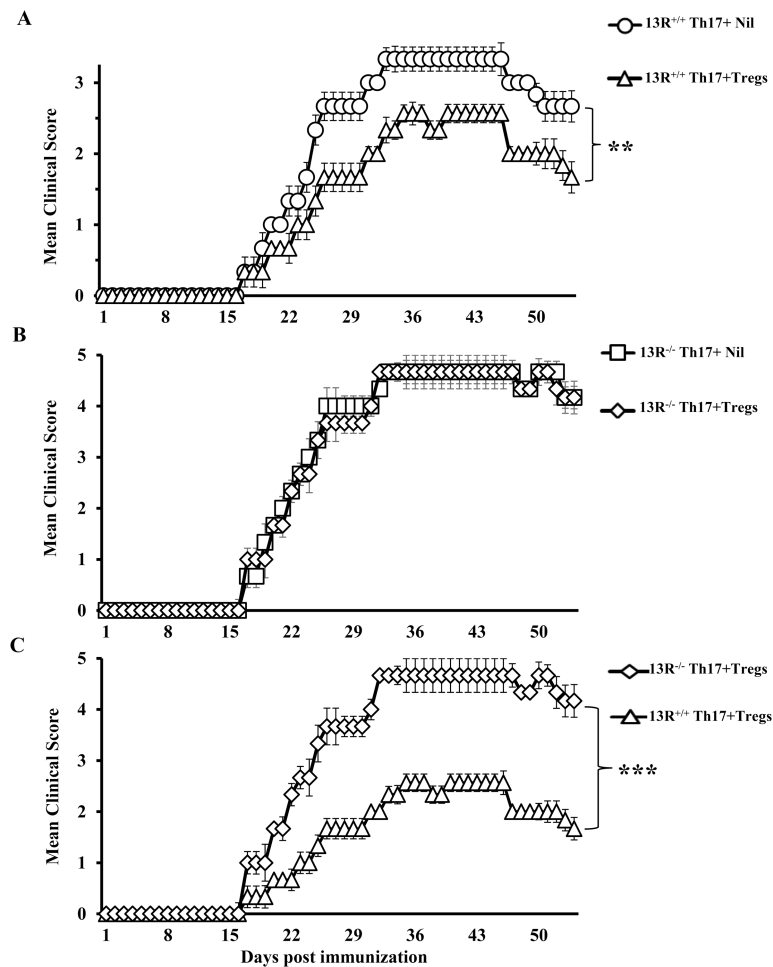 A
13R+/+ Th17+ Nil
13R+/+ Th17+Tregs
Mean Clinical Score
3
2
1
0
**
1 8 15 22 29 36 43 50
B
13R-/- Th17+ Nil
13R-/- Th17+Tregs
Mean Clinical Score
5
4
3
2
1
0
1 8 15 22 29 36 43 50
C
13R-/- Th17+Tregs
13R+/+ Th17+Tregs
Mean Clinical Score
5
4
3
2
1
0
***
1 8 15 22 29 36 43 50
Days post immunization